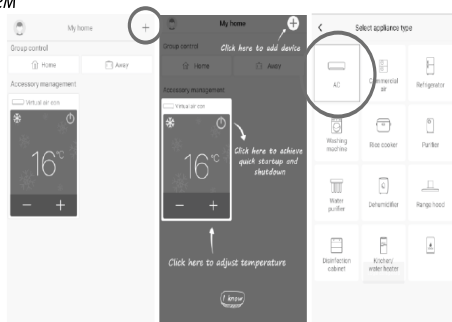 2M
My home
+
Group control
Home
Away
Accessory management
Virtual air con
16°C
− +
My home
+
Click here to add device
Group control
Home
Away
Accessory management
Virtual air con
16°C
Click here to achieve
quick startup and
shutdown
− +
Click here to adjust temperature
I know
Select appliance type
AC
Commercial
air
Refrigerator
Washing
machine
Rice cooker
Purifier
Water
purifier
Dehumidifier
Range hood
Disinfection
cabinet
Kitchen/
water heater